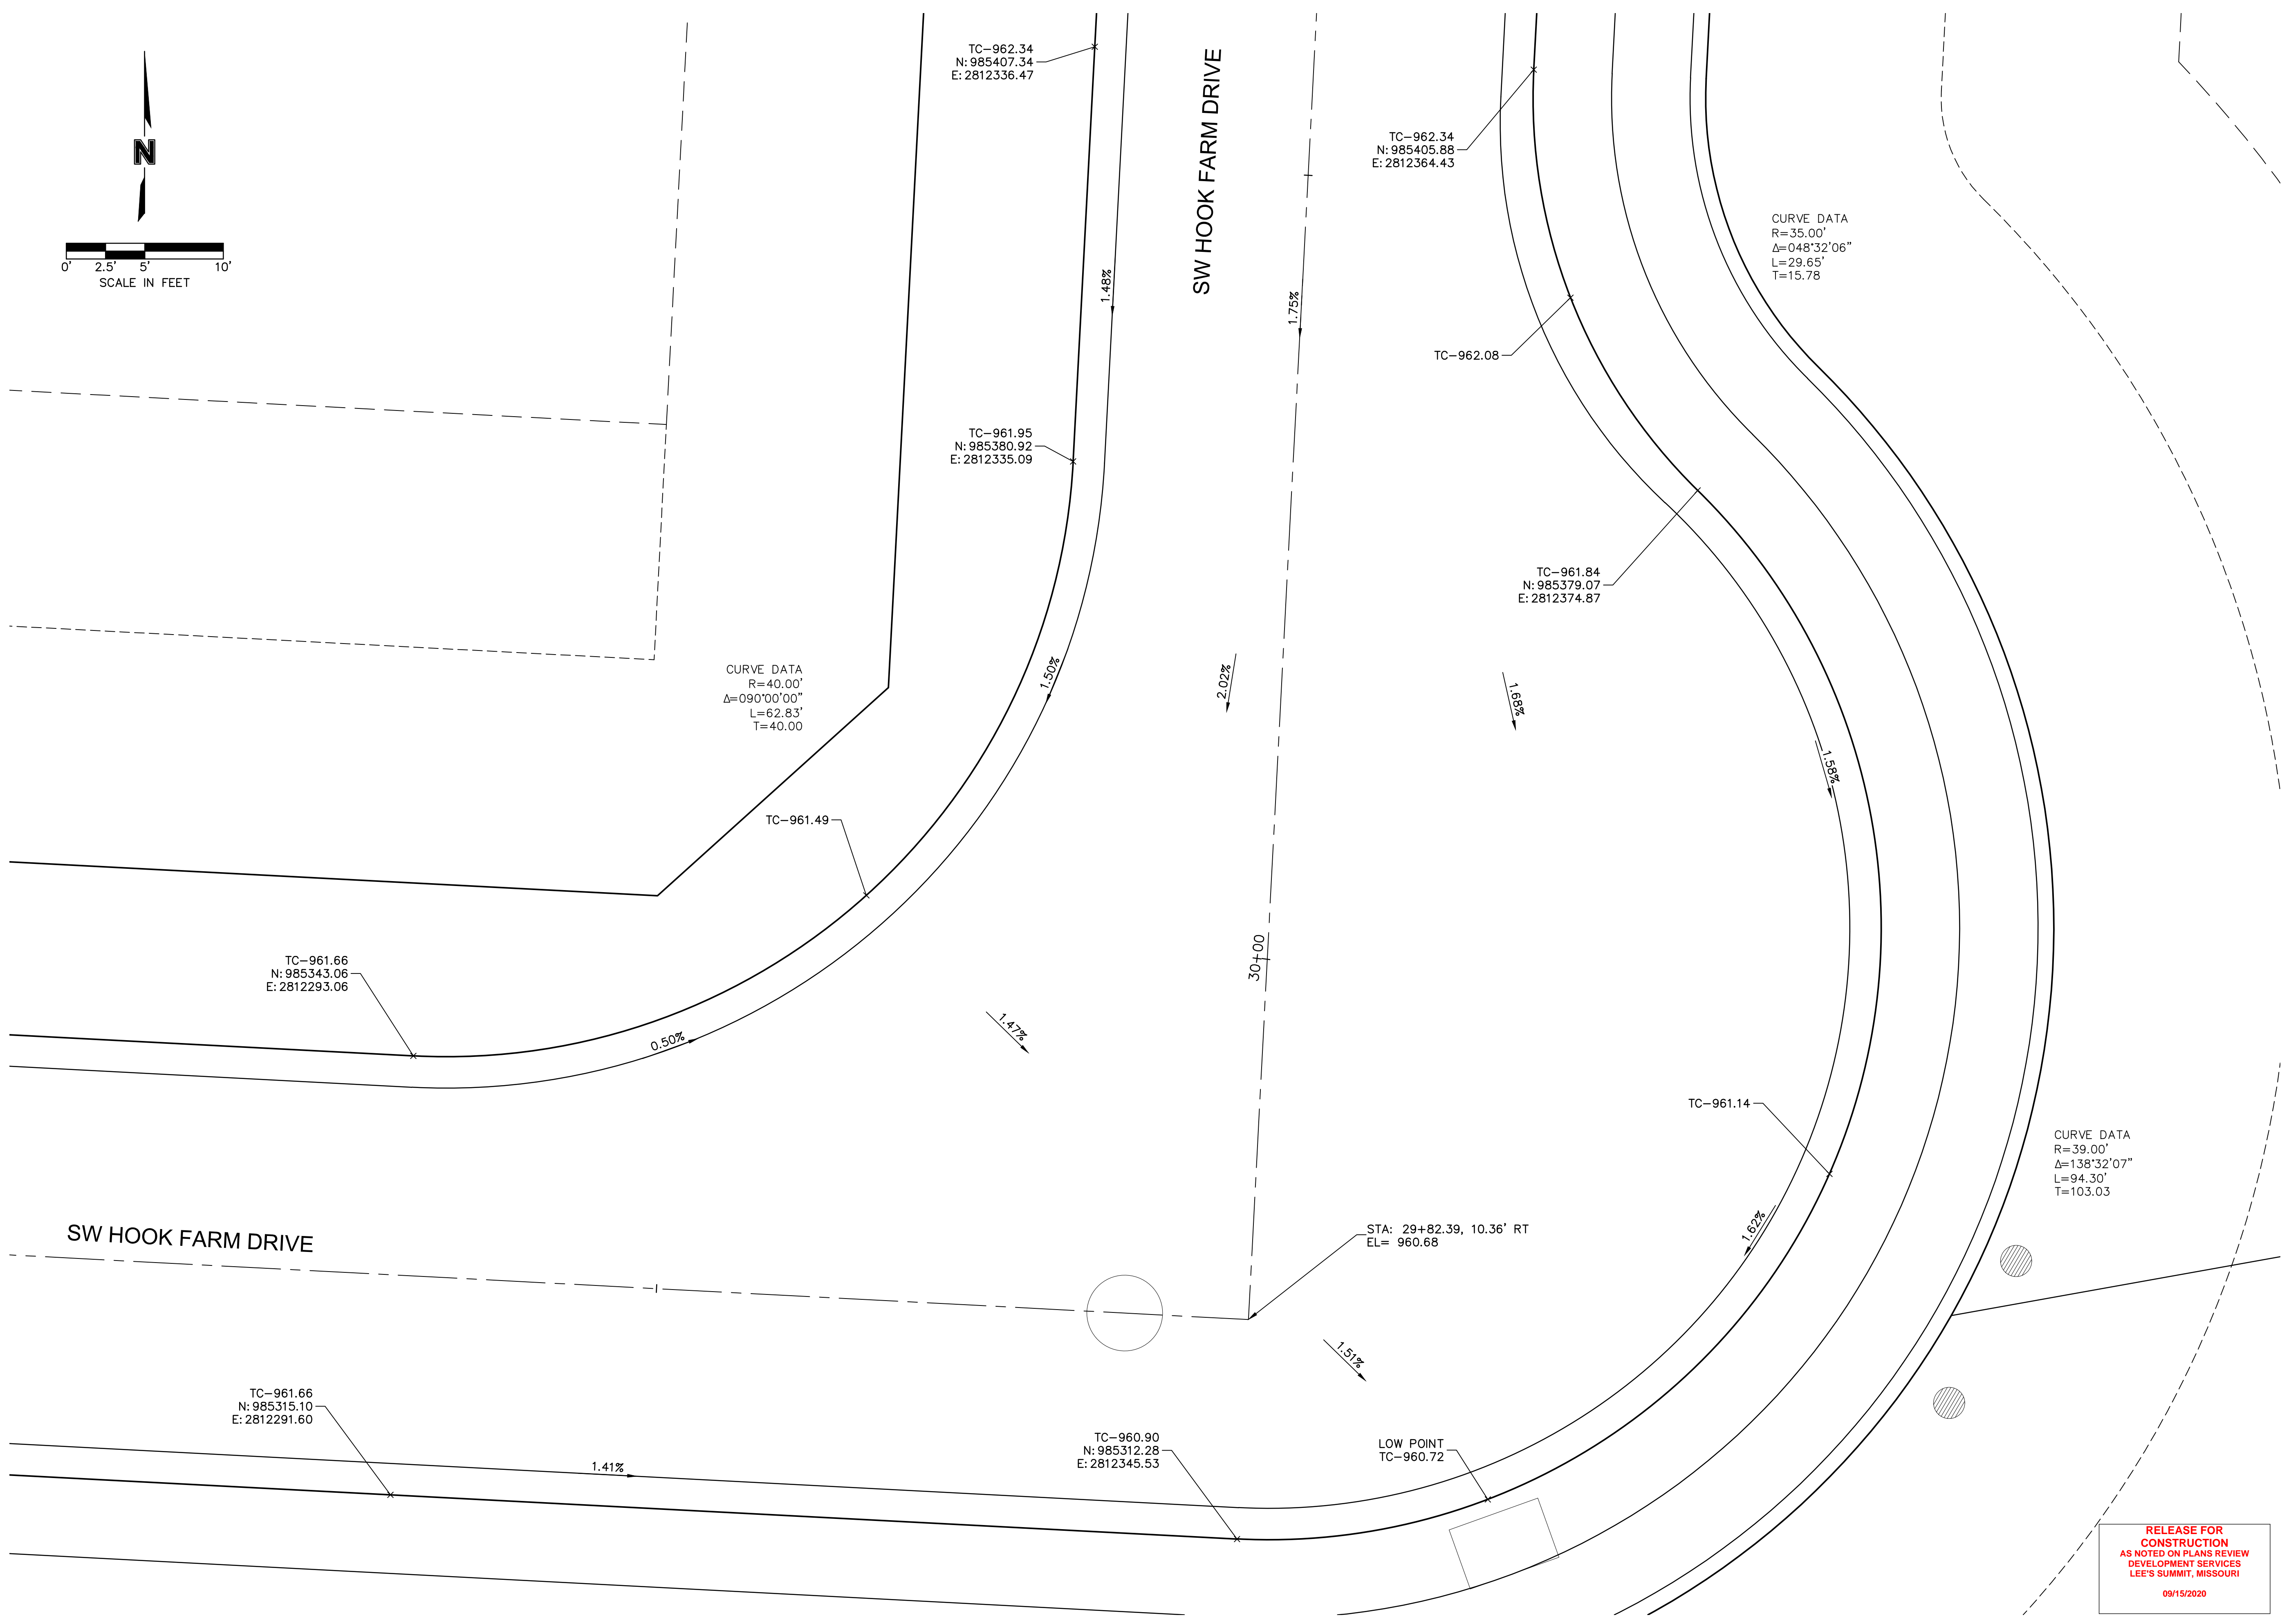 TC-962.34
N: 985407.34
E: 2812336.47
SW HOOK FARM DRIVE
TC-962.34
N: 985405.88
E: 2812364.43
N
0' 2.5' 5' 10'
SCALE IN FEET
CURVE DATA
R=35.00'
Δ=048°32'06"
L=29.65'
T=15.78
1.48%
1.75%
TC-962.08
TC-961.95
N: 985380.92
E: 2812335.09
TC-961.84
N: 985379.07
E: 2812374.87
CURVE DATA
R=40.00'
Δ=090°00'00"
L=62.83'
T=40.00
1.50%
2.02%
1.68%
1.58%
TC-961.49
30+00
TC-961.66
N: 985343.06
E: 2812293.06
0.50%
1.47%
TC-961.14
CURVE DATA
R=39.00'
Δ=138°32'07"
L=94.30'
T=103.03
SW HOOK FARM DRIVE
STA: 29+82.39, 10.36' RT
EL= 960.68
1.62%
1.51%
TC-961.66
N: 985315.10
E: 2812291.60
1.41%
TC-960.90
N: 985312.28
E: 2812345.53
LOW POINT
TC-960.72
RELEASE FOR
CONSTRUCTION
AS NOTED ON PLANS REVIEW
DEVELOPMENT SERVICES
LEE'S SUMMIT, MISSOURI
09/15/2020